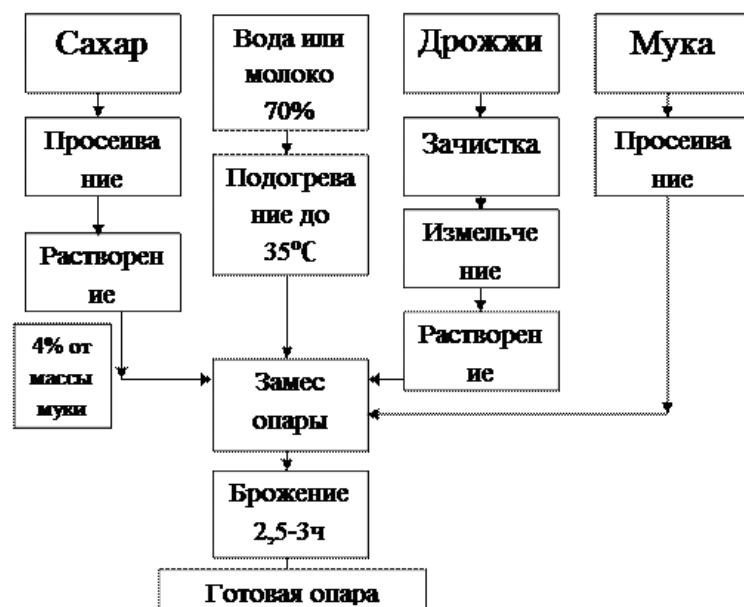 Сахар
Вода или
молоко
70%
Дрожжи
Мука
Просеива
ние
Подогрева
ние до
35°С
Зачистка
Просеива
ние
Растворен
ие
Измельче
ние
4% от
массы
муки
Замес
опары
Растворен
ие
Брожение
2,5-3ч
Готовая опара